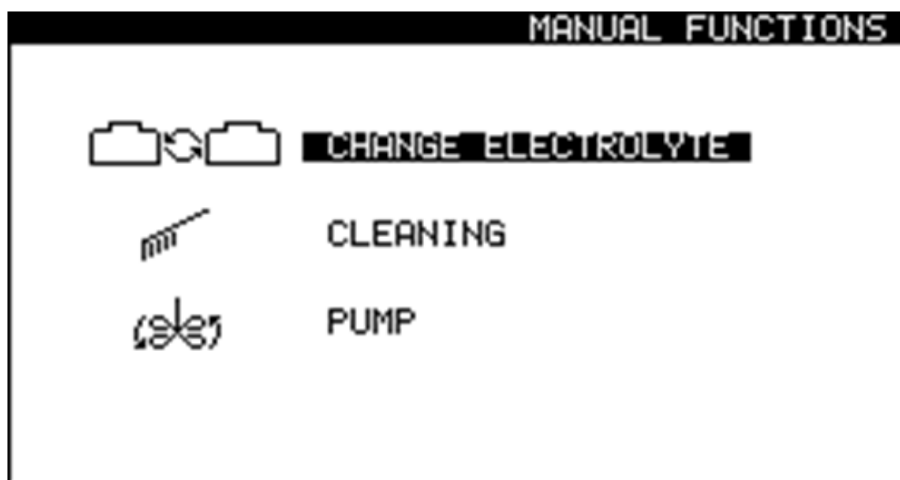 MANUAL FUNCTIONS
CHANGE ELECTROLYTE
CLEANING
PUMP